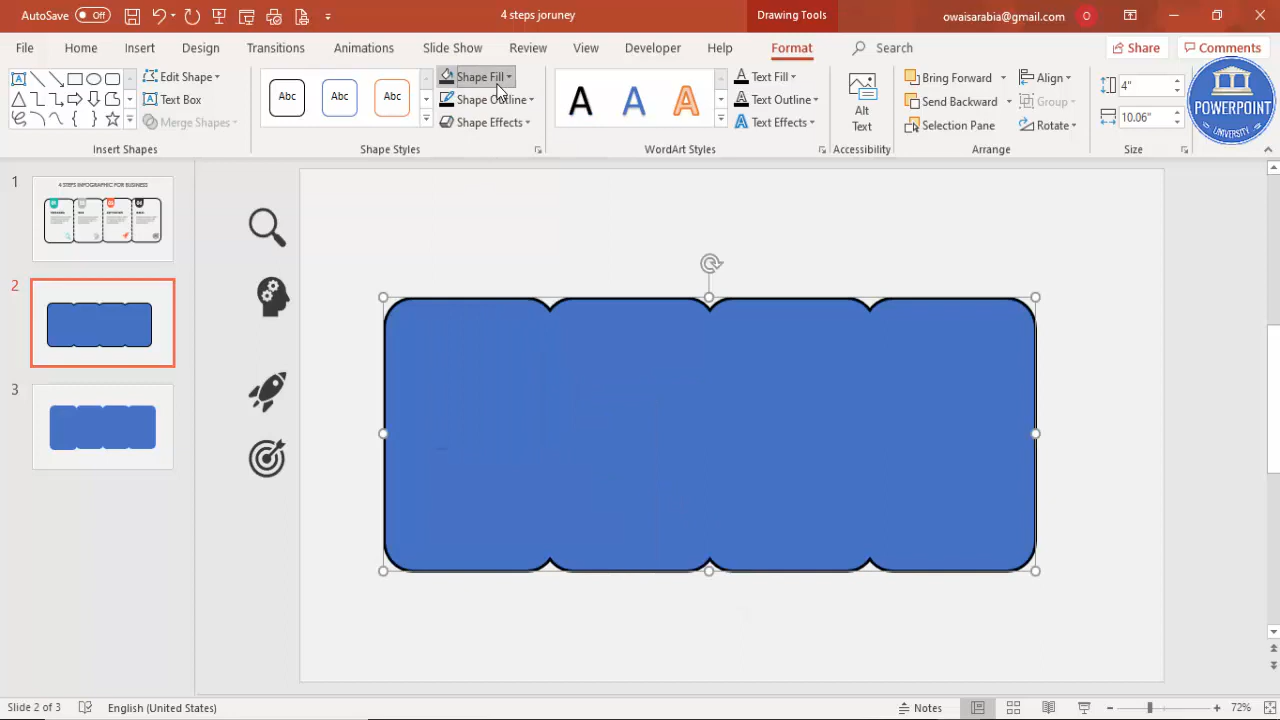 AutoSave Off
4 steps joruney
Drawing Tools
owaisarabia@gmail.com
O
File Home Insert Design Transitions Animations Slide Show Review View Developer Help Format Search
Share Comments
Edit Shape
Text Box
Merge Shapes
Insert Shapes
Abc Abc Abc
Shape Fill
Shape Outline
Shape Effects
Shape Styles
A A A
Text Fill
Text Outline
Text Effects
WordArt Styles
Alt
Text
Accessibility
Bring Forward
Send Backward
Selection Pane
Align
Group
Rotate
Arrange
4"
10.06"
Size
POWERPOINT
UNIVERSITY
1
4 STEPS INFOGRAPHIC FOR BUSINESS
2
3
Slide 2 of 3
English (United States)
Notes
72%